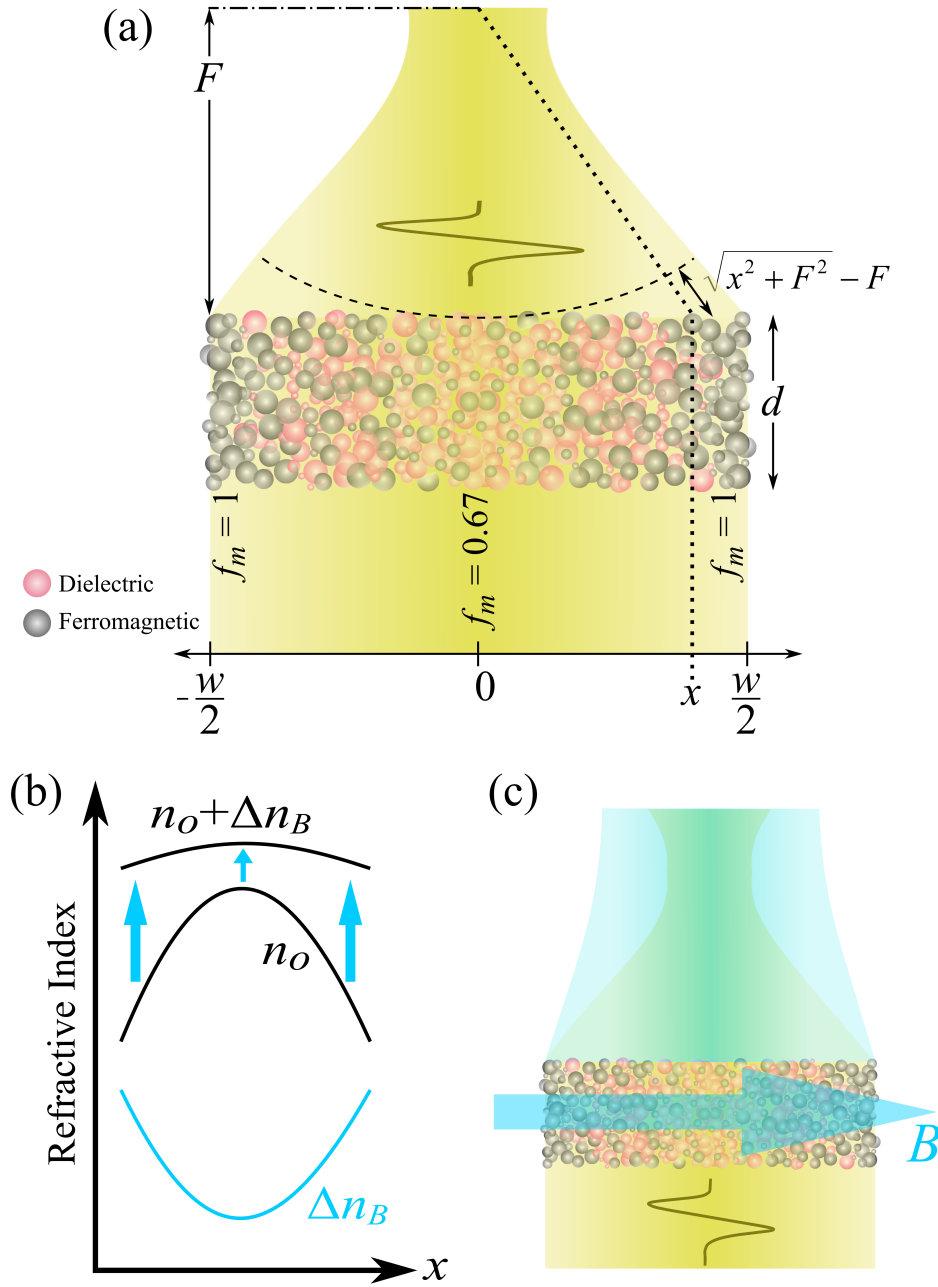 (a)
F
√x² + F² − F
d
f_m = 1
f_m = 0.67
f_m = 1
Dielectric
Ferromagnetic
-w/2
0
x
w/2
(b)
n_O+Δn_B
n_O
Δn_B
Refractive Index
x
(c)
B